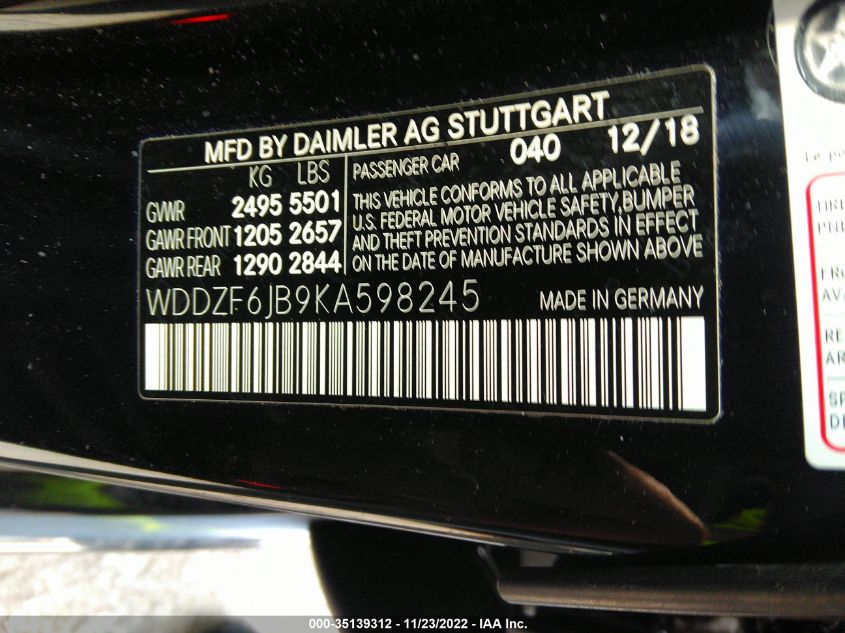 MFD BY DAIMLER AG STUTTGART
KG LBS
GVWR 2495 5501
GAWR FRONT 1205 2657
GAWR REAR 1290 2844
PASSENGER CAR 040 12/18
THIS VEHICLE CONFORMS TO ALL APPLICABLE
U.S. FEDERAL MOTOR VEHICLE SAFETY, BUMPER
AND THEFT PREVENTION STANDARDS IN EFFECT
ON THE DATE OF MANUFACTURE SHOWN ABOVE
WDDZF6JB9KA598245 MADE IN GERMANY
000-35139312 - 11/23/2022 - IAA Inc.